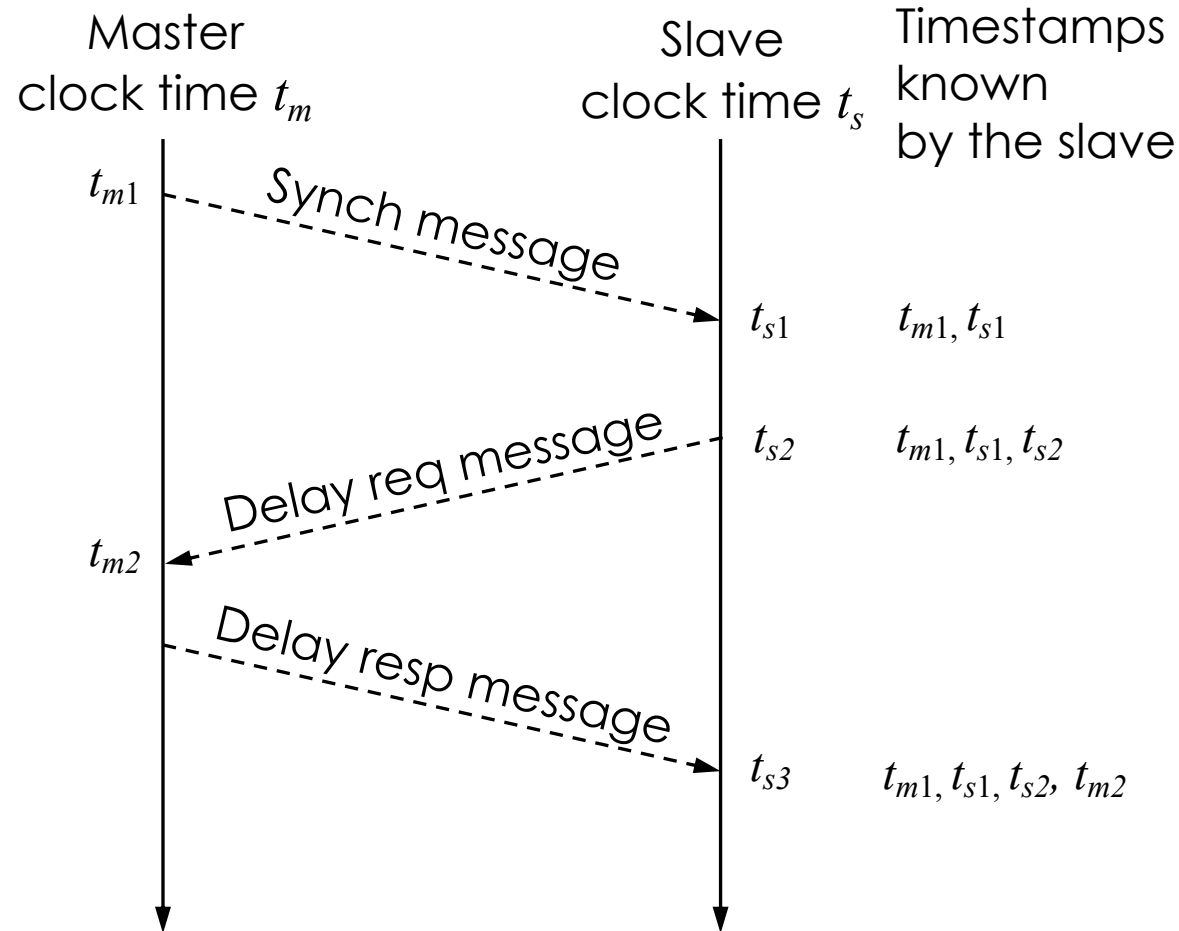 Master
clock time tₘ
Slave
clock time tₛ
Timestamps
known
by the slave
tₘ₁
Synch message
tₛ₁
tₘ₁, tₛ₁
Delay req message
tₛ₂
tₘ₁, tₛ₁, tₛ₂
tₘ₂
Delay resp message
tₛ₃
tₘ₁, tₛ₁, tₛ₂, tₘ₂